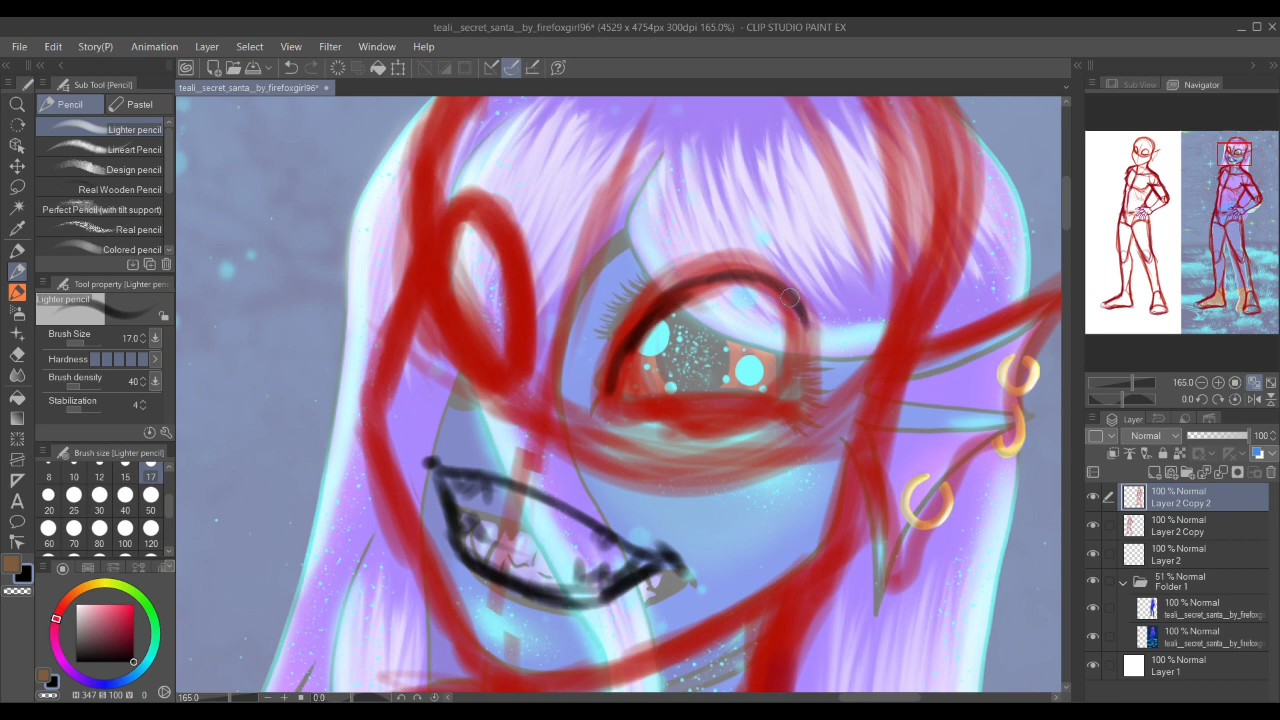 teali__secret_santa__by_firefoxgirl96* (4529 x 4754px 300dpi 165.0%) - CLIP STUDIO PAINT EX
File Edit Story(P) Animation Layer Select View Filter Window Help
Sub Tool [Pencil]
Pencil Pastel
Lighter pencil
Lineart Pencil
Design pencil
Real Wooden Pencil
Perfect Pencil (with tilt support)
Real pencil
Colored pencil
Tool property [Lighter penc
Lighter pencil
Brush Size 17.0
Hardness
Brush density 40
Stabilization 4
Brush size [Lighter pencil]
8 10 12 15 17
20 25 30 40 50
60 70 80 100 120
347 S 100 V 0
teali__secret_santa__by_firefoxgirl96*
165.0 0.0
Sub View Navigator
165.0
0.0
Layer
Normal 100
100 % Normal
Layer 2 Copy 2
100 % Normal
Layer 2 Copy
100 % Normal
Layer 2
51 % Normal
Folder 1
100 % Normal
teali__secret_santa__by_firefoxg
100 % Normal
teali__secret_santa__by_firefoxg
100 % Normal
Layer 1